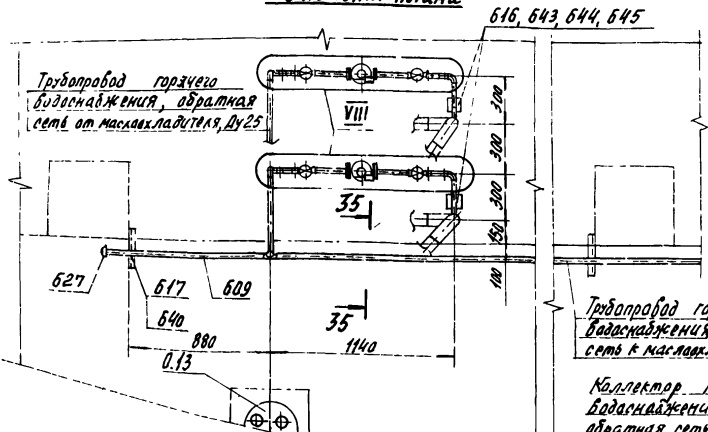 616, 643, 644, 645
Трубопровод горячего
водоснабжения, обратная
сеть от маслоохладителя, Ду25
VIII
300
300
300
150
100
35
35
627
617
609
640
880
1140
0.13
Трубопровод го
водоснабжения
сеть к маслоох
Коллектор
водоснабжени
обратная сеть